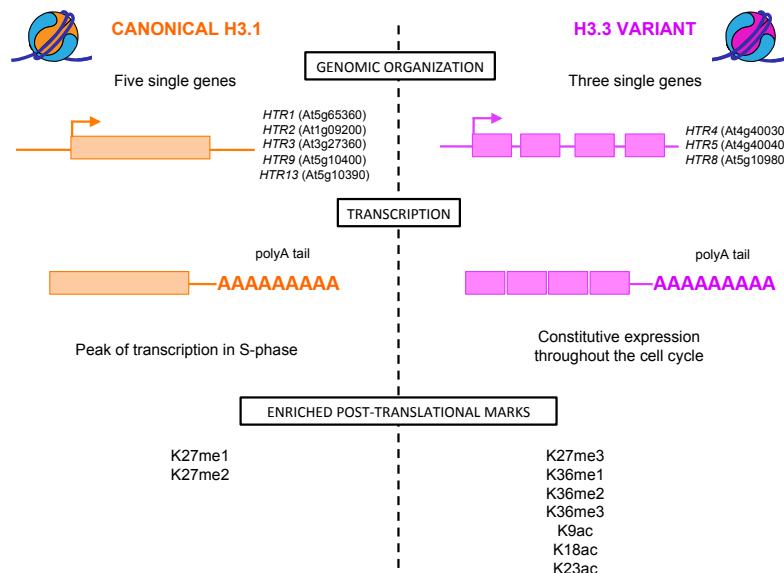 CANONICAL H3.1
H3.3 VARIANT
GENOMIC ORGANIZATION
Five single genes
Three single genes
HTR1 (At5g65360)
HTR2 (At1g09200)
HTR3 (At3g27360)
HTR9 (At5g10400)
HTR13 (At5g10390)
HTR4 (At4g40030)
HTR5 (At4g40040)
HTR8 (At5g10980)
TRANSCRIPTION
polyA tail
AAAAAAAAA
polyA tail
AAAAAAAAA
Peak of transcription in S-phase
Constitutive expression
throughout the cell cycle
ENRICHED POST-TRANSLATIONAL MARKS
K27me1
K27me2
K27me3
K36me1
K36me2
K36me3
K9ac
K18ac
K23ac